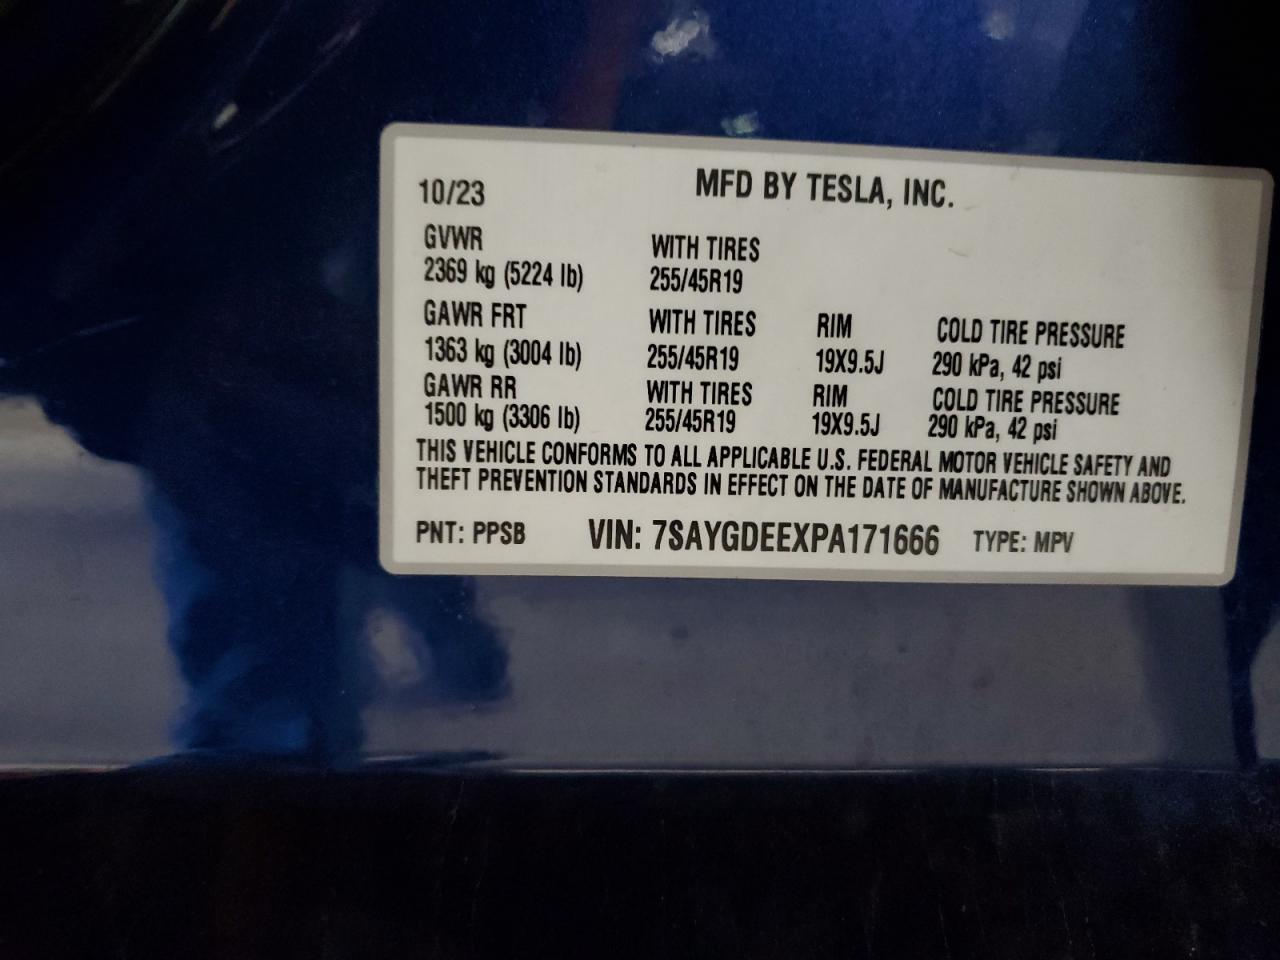 10/23 MFD BY TESLA, INC.
GVWR WITH TIRES
2369 kg (5224 lb) 255/45R19
GAWR FRT WITH TIRES RIM COLD TIRE PRESSURE
1363 kg (3004 lb) 255/45R19 19X9.5J 290 kPa, 42 psi
GAWR RR WITH TIRES RIM COLD TIRE PRESSURE
1500 kg (3306 lb) 255/45R19 19X9.5J 290 kPa, 42 psi
THIS VEHICLE CONFORMS TO ALL APPLICABLE U.S. FEDERAL MOTOR VEHICLE SAFETY AND
THEFT PREVENTION STANDARDS IN EFFECT ON THE DATE OF MANUFACTURE SHOWN ABOVE.
PNT: PPSB VIN: 7SAYGDEEXPA171666 TYPE: MPV